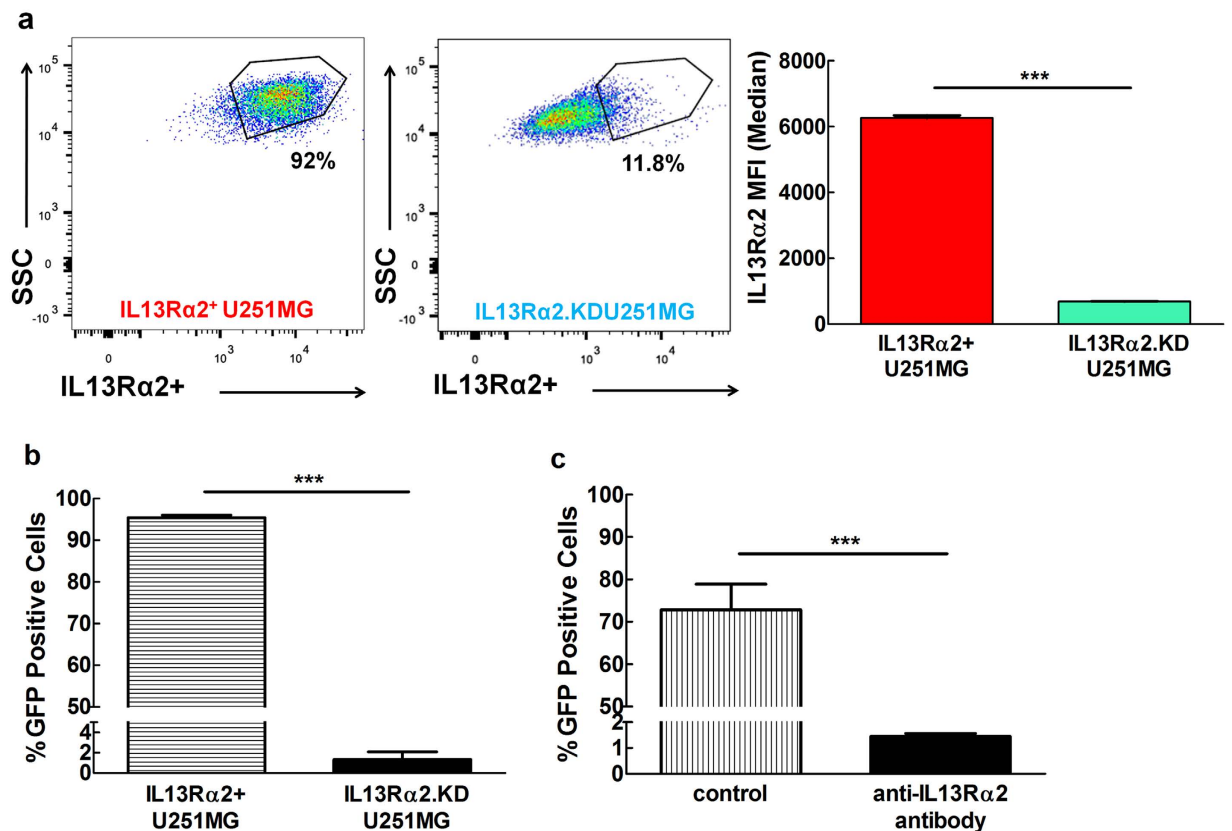 a
SSC
10^5
10^4
10^3
0
-10^3
92%
IL13Rα2+ U251MG
0
10^3
10^4
IL13Rα2+
SSC
10^5
10^4
10^3
0
-10^3
11.8%
IL13Rα2.KDU251MG
0
10^3
10^4
IL13Rα2+
IL13Rα2 MFI (Median)
8000
6000
4000
2000
0
***
IL13Rα2+
U251MG
IL13Rα2.KD
U251MG
b
% GFP Positive Cells
100
90
80
70
60
50
4
2
0
***
IL13Rα2+
U251MG
IL13Rα2.KD
U251MG
c
% GFP Positive Cells
100
90
80
70
60
50
2
1
0
***
control
anti-IL13Rα2
antibody